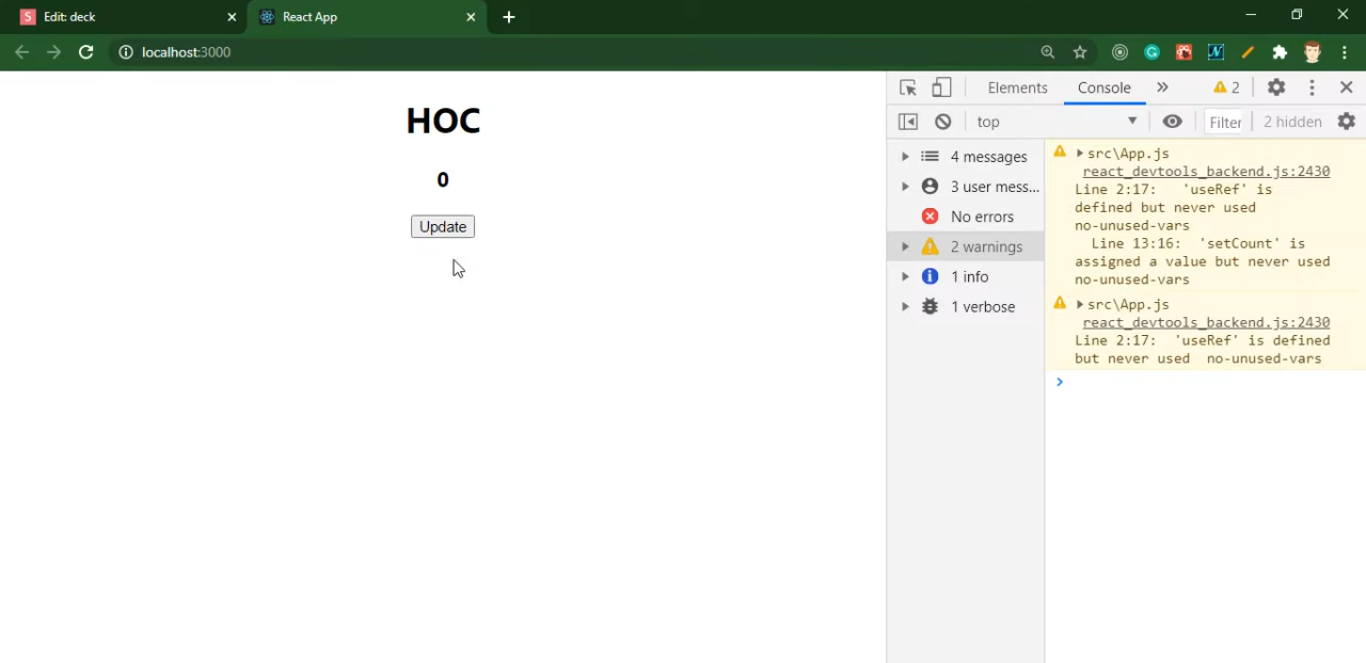 Edit: deck
React App
localhost:3000
HOC
0
Update
Elements
Console
2
top
Filter
2 hidden
4 messages
3 user mess...
No errors
2 warnings
1 info
1 verbose
src\App.js
react_devtools_backend.js:2430
Line 2:17:  'useRef' is
defined but never used
no-unused-vars
Line 13:16:  'setCount' is
assigned a value but never used
no-unused-vars
src\App.js
react_devtools_backend.js:2430
Line 2:17:  'useRef' is defined
but never used  no-unused-vars